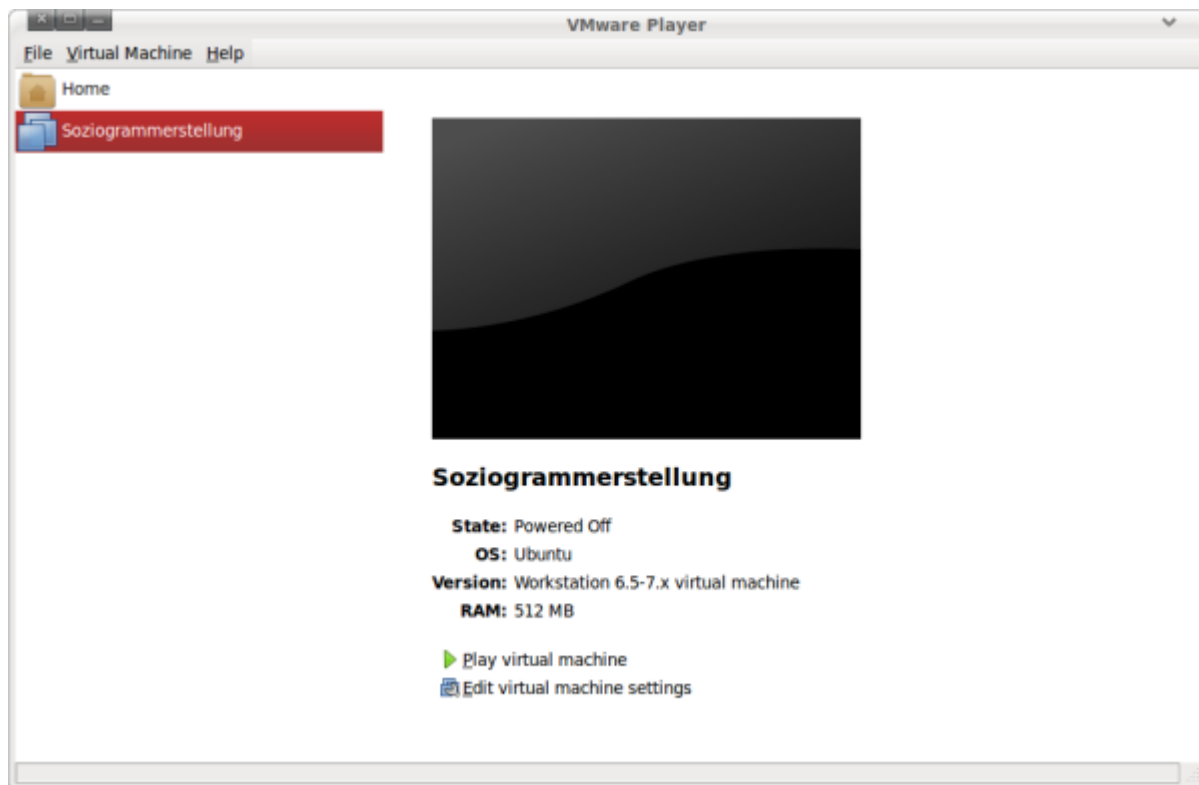 VMware Player
File Virtual Machine Help
Home
Soziogrammerstellung
Soziogrammerstellung
State: Powered Off
OS: Ubuntu
Version: Workstation 6.5-7.x virtual machine
RAM: 512 MB
Play virtual machine
Edit virtual machine settings